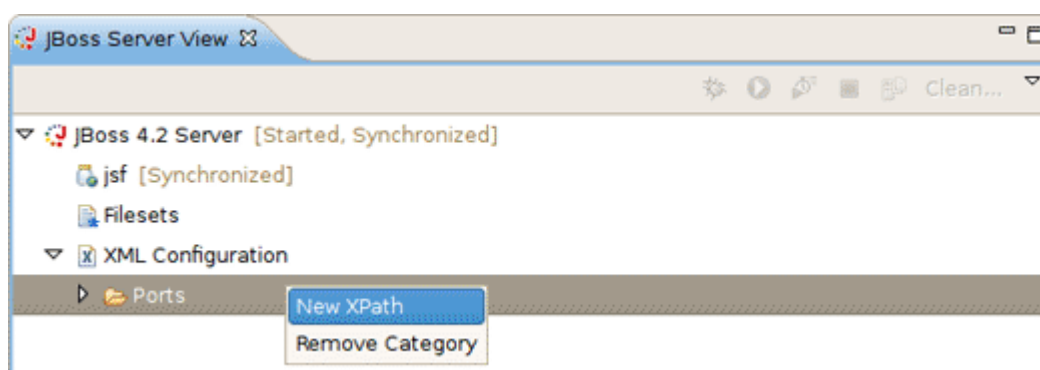 JBoss Server View
Clean...
JBoss 4.2 Server [Started, Synchronized]
jsf [Synchronized]
Filesets
XML Configuration
Ports
New XPath
Remove Category